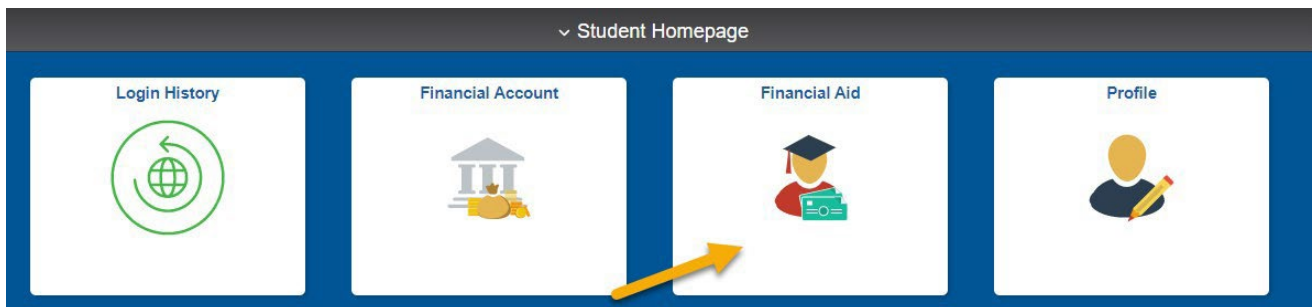 Student Homepage
Login History
Financial Account
Financial Aid
Profile